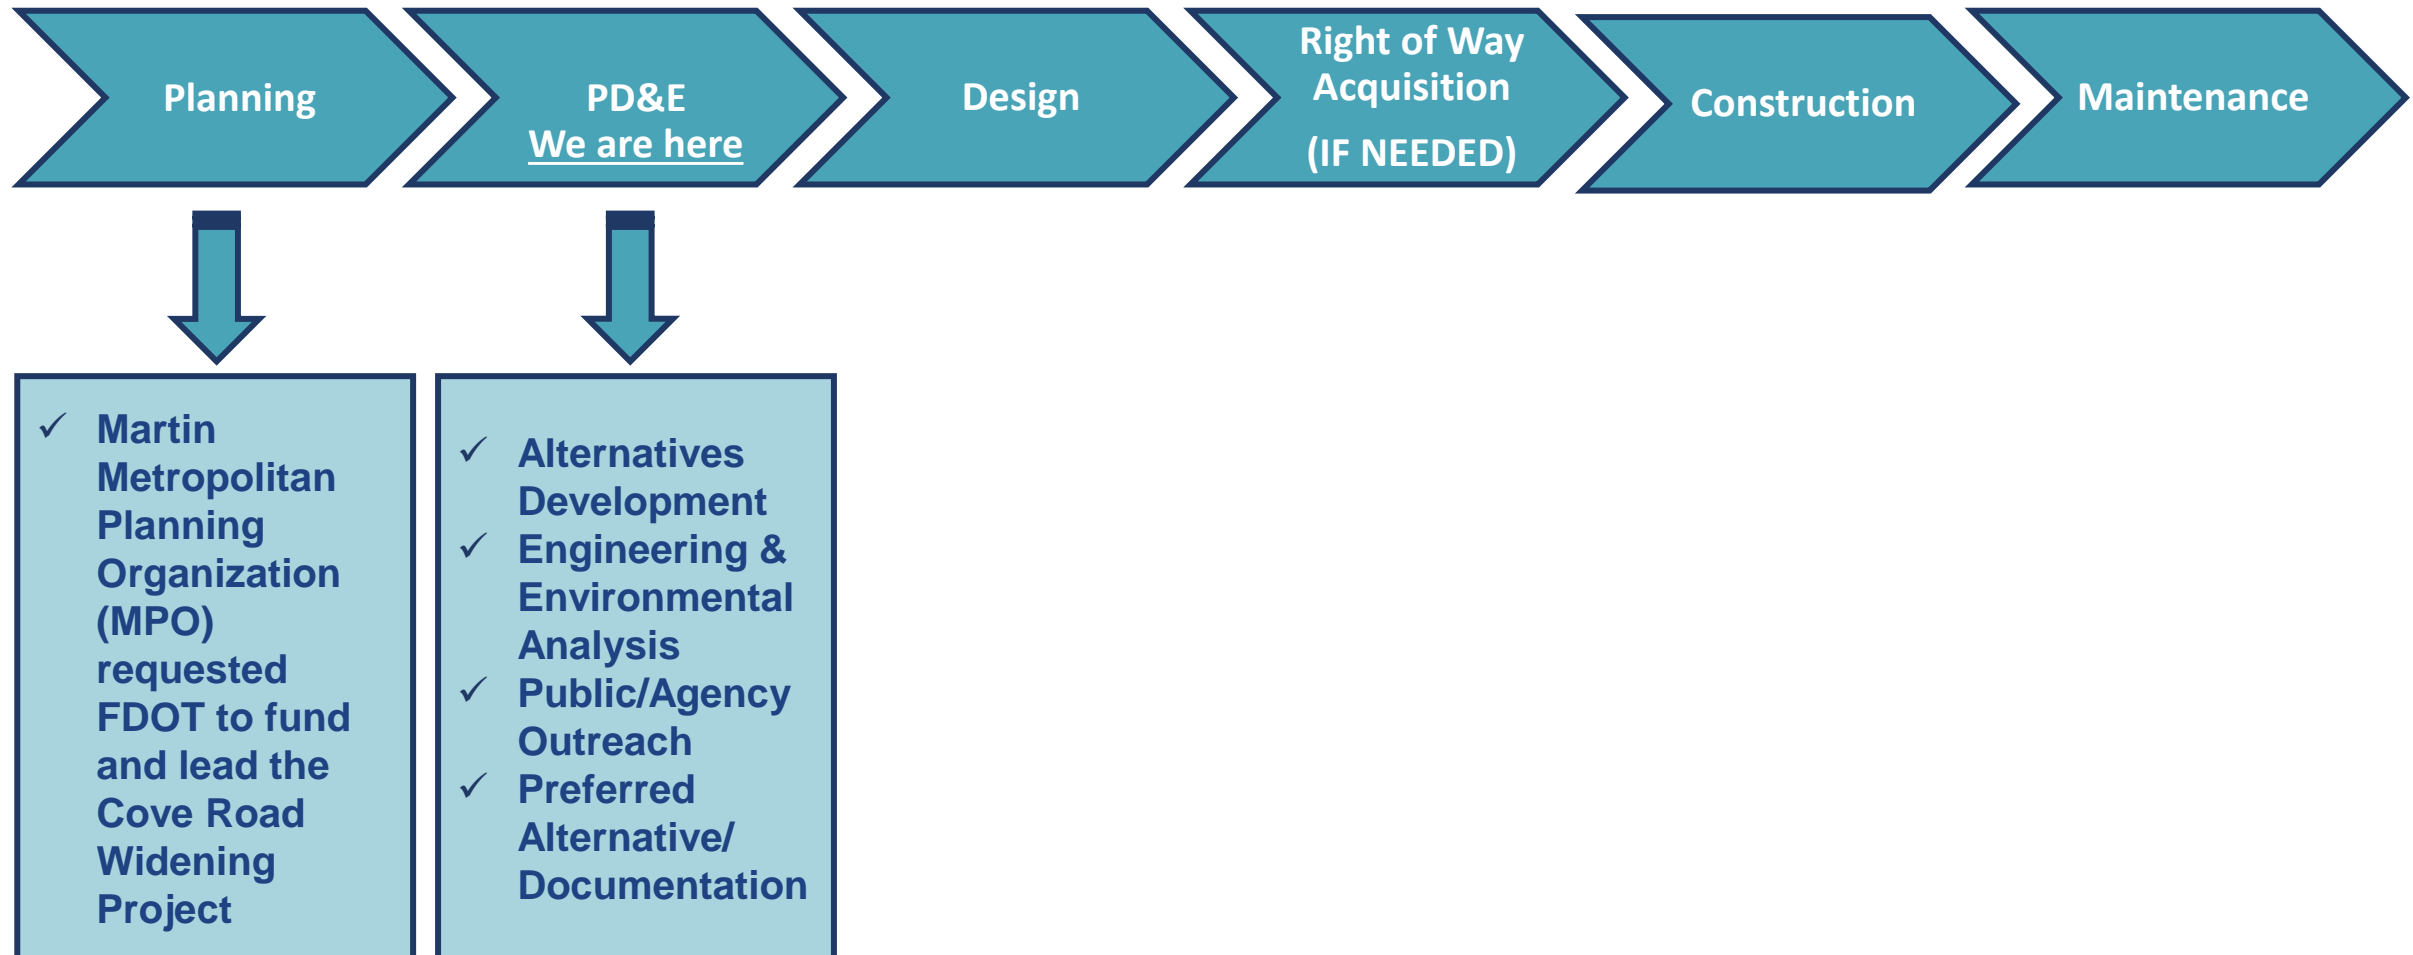 Planning
PD&E
We are here
Design
Right of Way
Acquisition
(IF NEEDED)
Construction
Maintenance
✓ Martin
Metropolitan
Planning
Organization
(MPO)
requested
FDOT to fund
and lead the
Cove Road
Widening
Project
✓ Alternatives
Development
✓ Engineering &
Environmental
Analysis
✓ Public/Agency
Outreach
✓ Preferred
Alternative/
Documentation